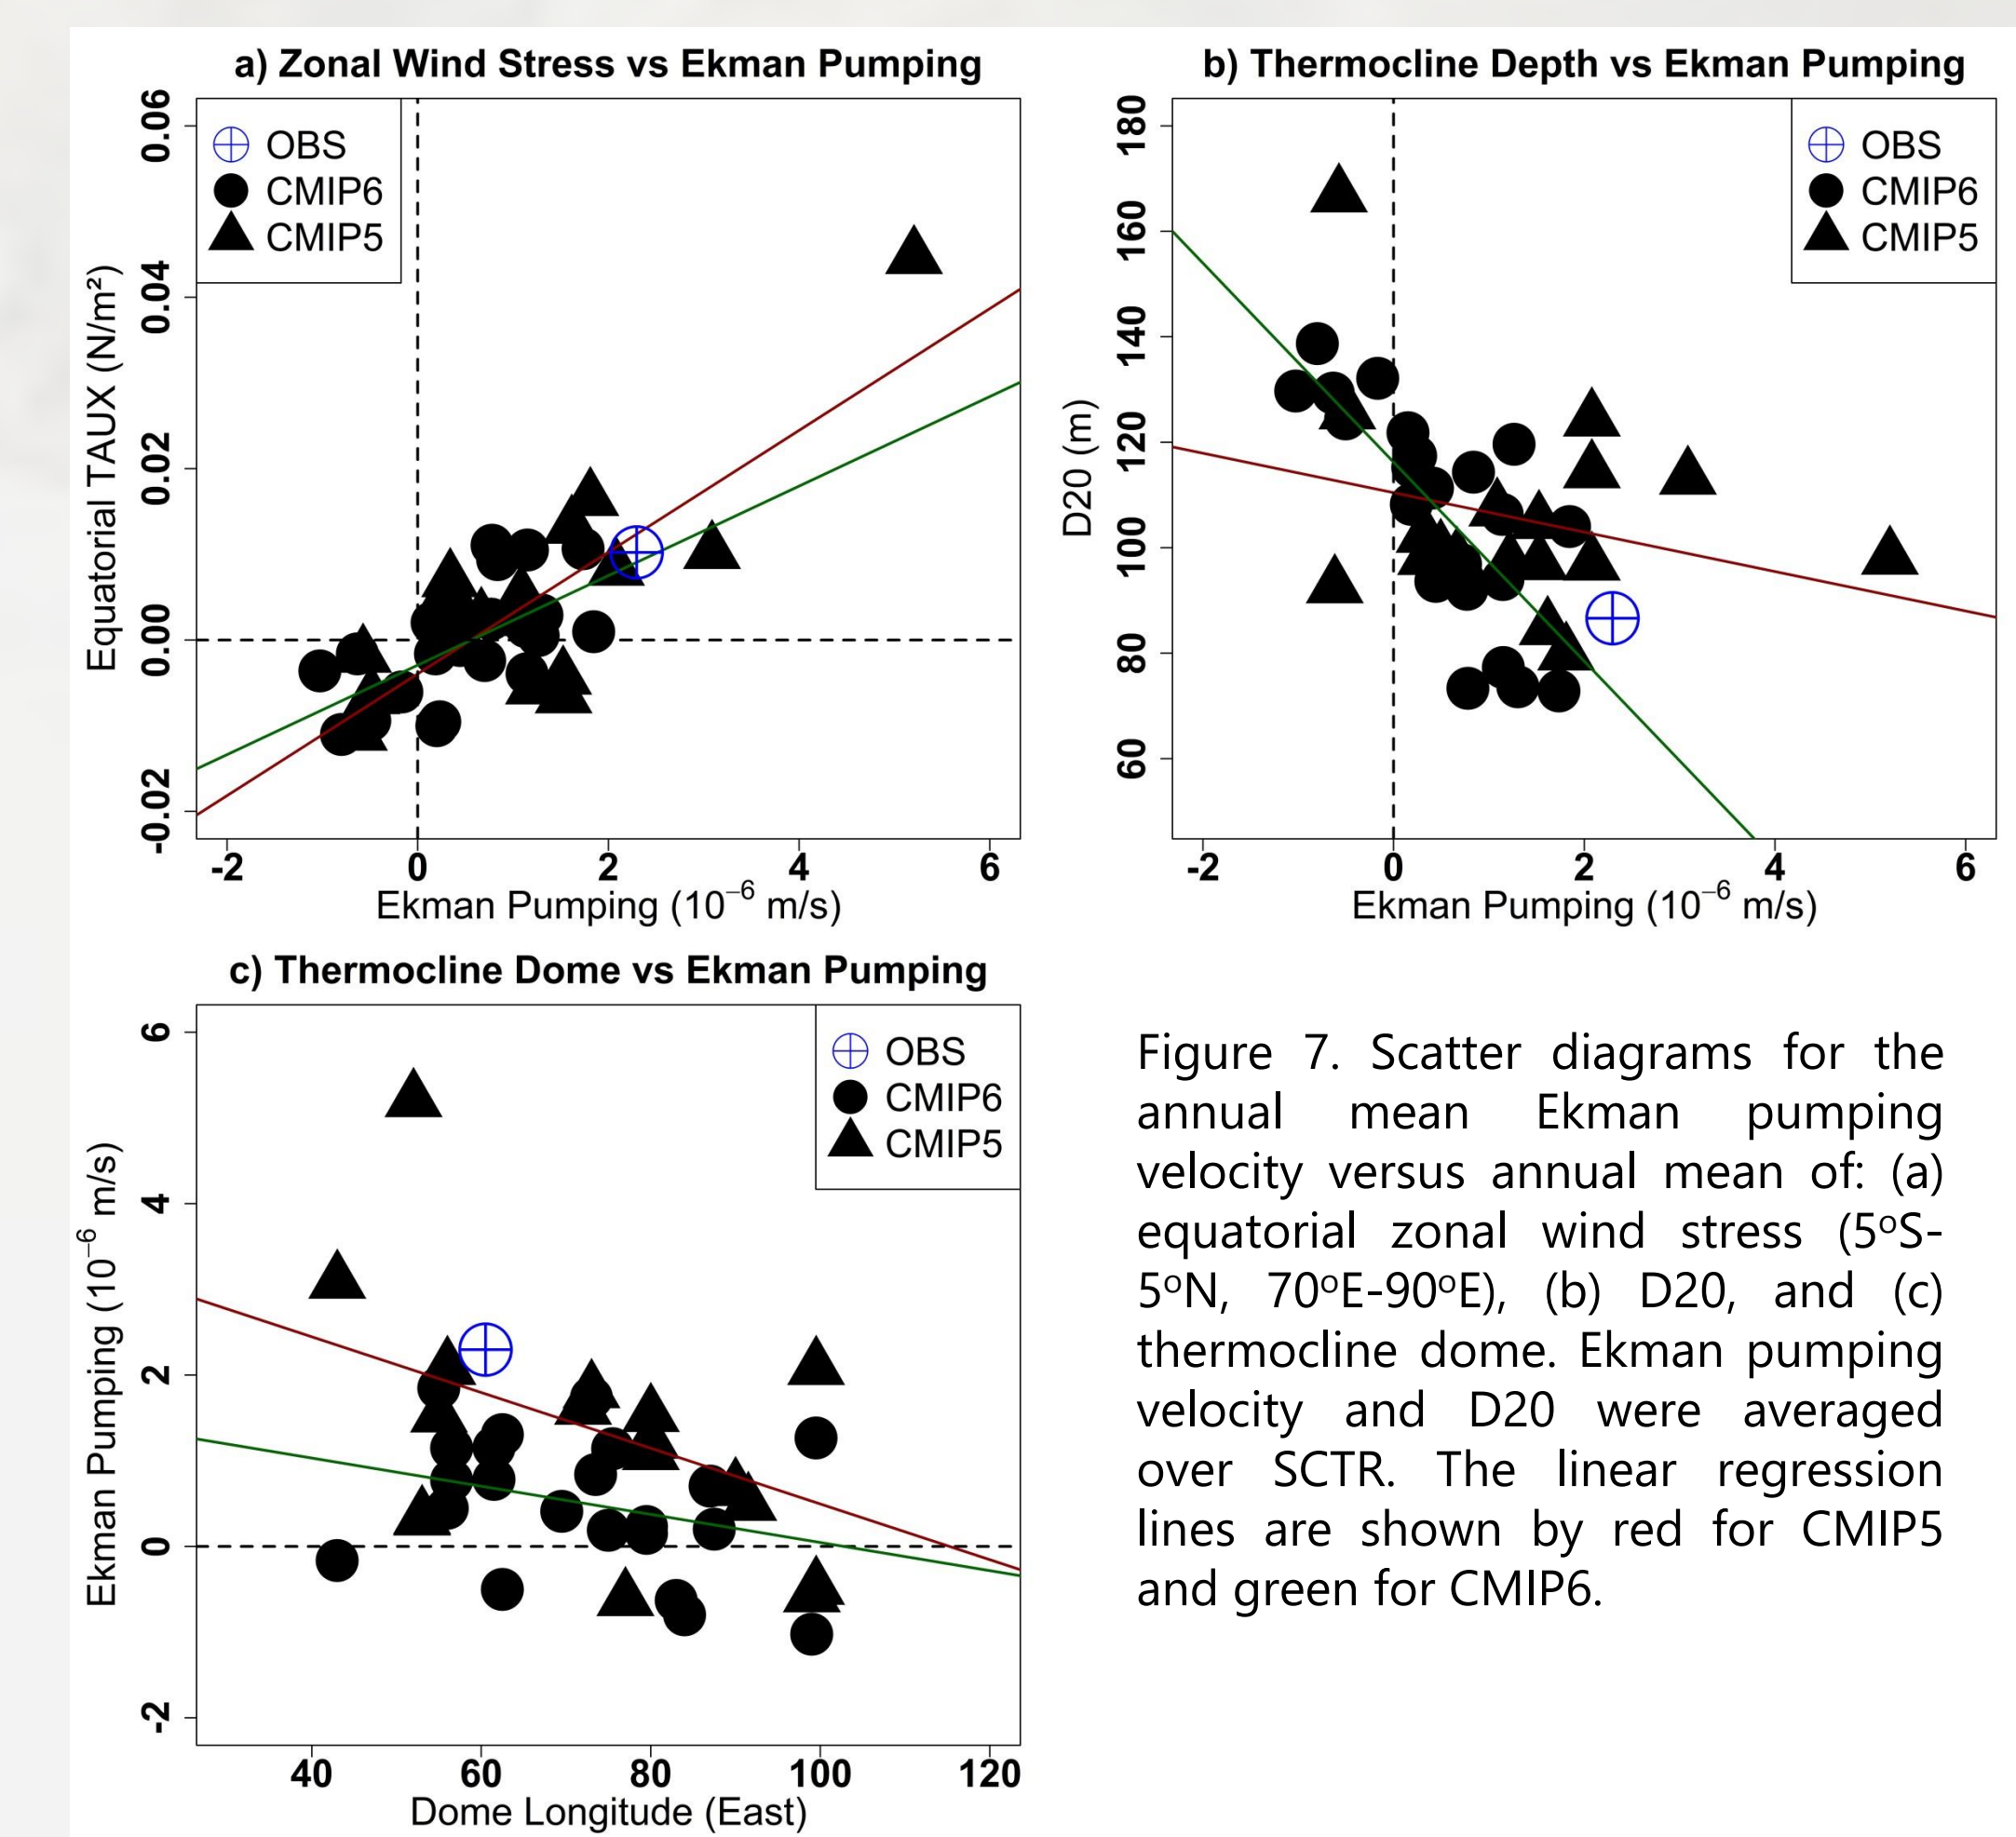 a) Zonal Wind Stress vs Ekman Pumping
OBS
CMIP6
CMIP5
Equatorial TAUX (N/m²)
0.06
0.04
0.02
0.00
-0.02
-2 0 2 4 6
Ekman Pumping (10⁻⁶ m/s)
b) Thermocline Depth vs Ekman Pumping
OBS
CMIP6
CMIP5
D20 (m)
180
160
140
120
100
80
60
-2 0 2 4 6
Ekman Pumping (10⁻⁶ m/s)
c) Thermocline Dome vs Ekman Pumping
OBS
CMIP6
CMIP5
Ekman Pumping (10⁻⁶ m/s)
6
4
2
0
-2
40 60 80 100 120
Dome Longitude (East)
Figure 7. Scatter diagrams for the
annual mean Ekman pumping
velocity versus annual mean of: (a)
equatorial zonal wind stress (5ᵒS-
5ᵒN, 70ᵒE-90ᵒE), (b) D20, and (c)
thermocline dome. Ekman pumping
velocity and D20 were averaged
over SCTR. The linear regression
lines are shown by red for CMIP5
and green for CMIP6.